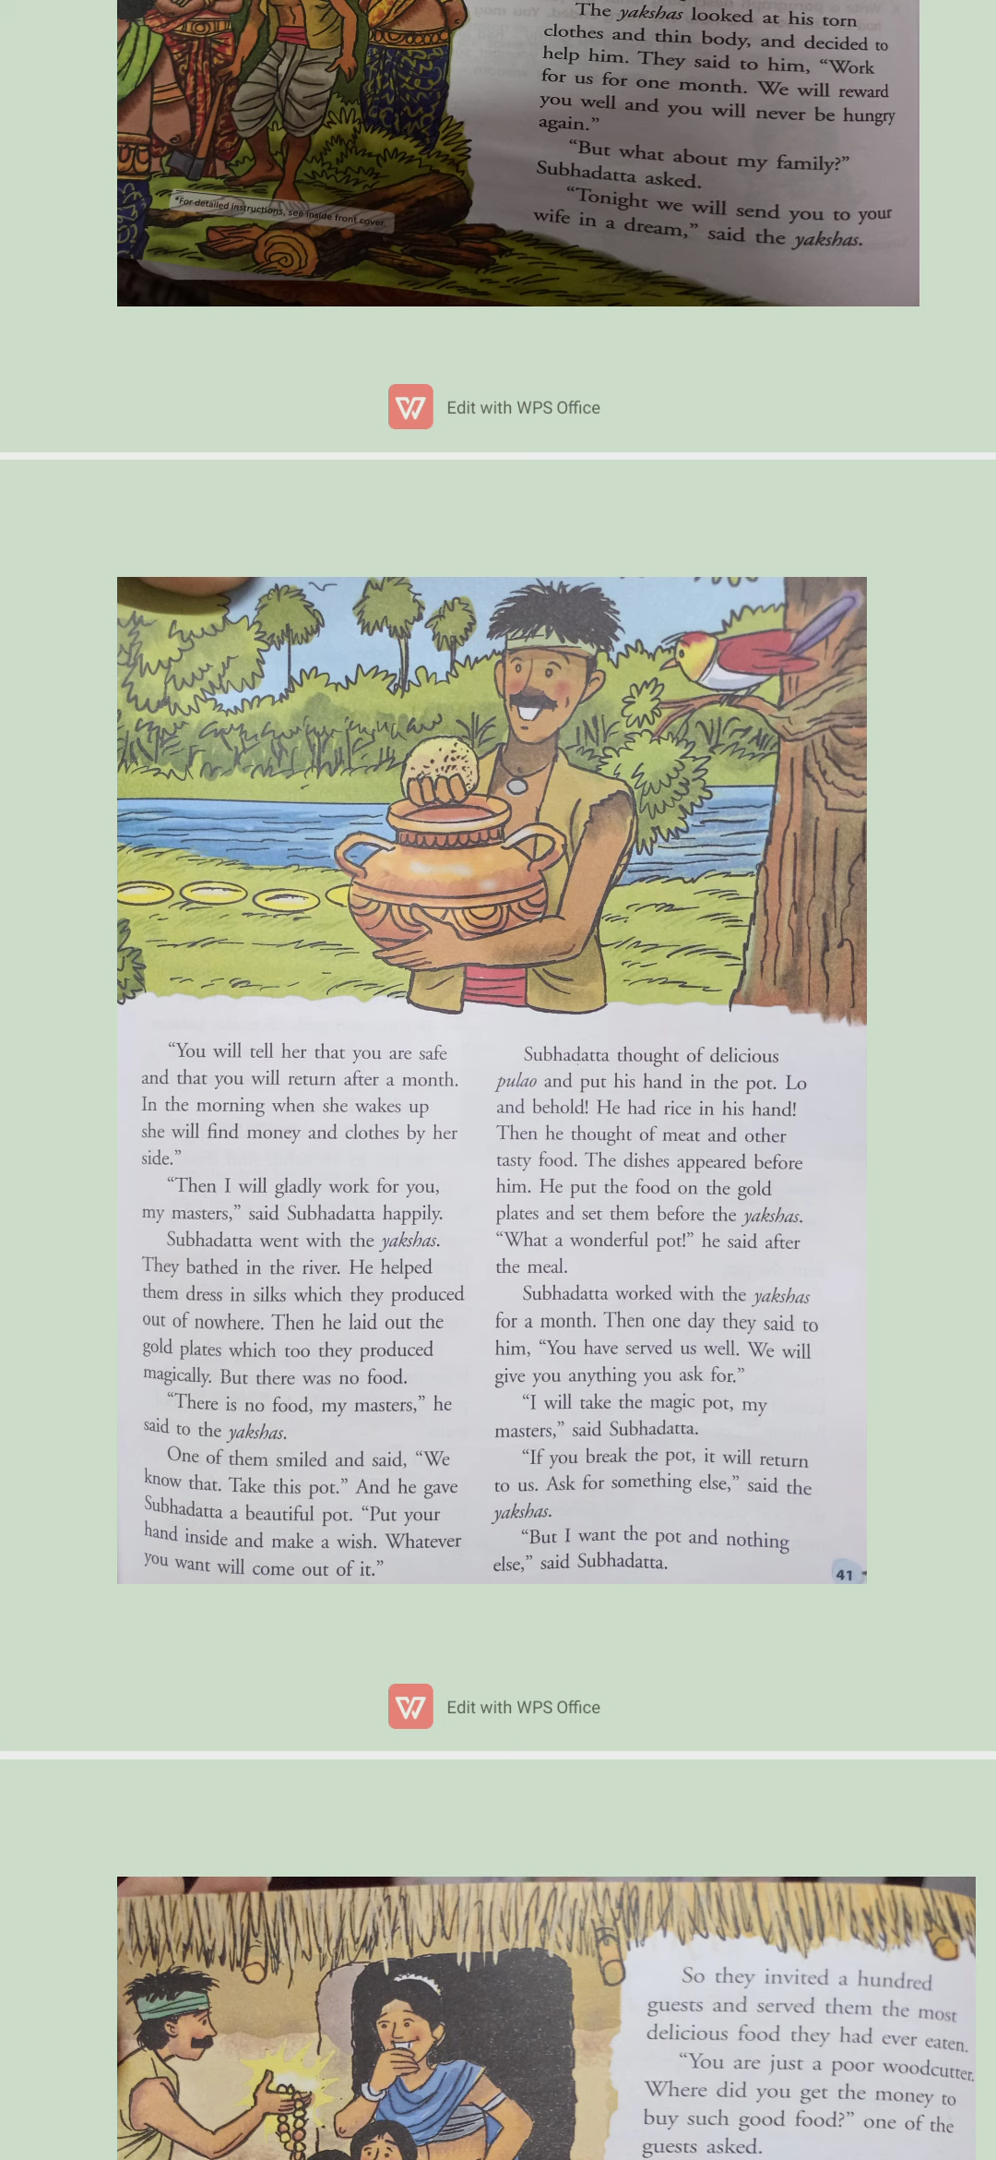 The yakshas looked at his torn
clothes and thin body, and decided to
help him. They said to him, “Work
for us for one month. We will reward
you well and you will never be hungry
again.”
“But what about my family?”
Subhadatta asked.
“Tonight we will send you to your
wife in a dream,” said the yakshas.
*For detailed instructions, see inside front cover.
Edit with WPS Office
“You will tell her that you are safe
and that you will return after a month.
In the morning when she wakes up
she will find money and clothes by her
side.”
“Then I will gladly work for you,
my masters,” said Subhadatta happily.
Subhadatta went with the yakshas.
They bathed in the river. He helped
them dress in silks which they produced
out of nowhere. Then he laid out the
gold plates which too they produced
magically. But there was no food.
“There is no food, my masters,” he
said to the yakshas.
One of them smiled and said, “We
know that. Take this pot.” And he gave
Subhadatta a beautiful pot. “Put your
hand inside and make a wish. Whatever
you want will come out of it.”
Subhadatta thought of delicious
pulao and put his hand in the pot. Lo
and behold! He had rice in his hand!
Then he thought of meat and other
tasty food. The dishes appeared before
him. He put the food on the gold
plates and set them before the yakshas.
“What a wonderful pot!” he said after
the meal.
Subhadatta worked with the yakshas
for a month. Then one day they said to
him, “You have served us well. We will
give you anything you ask for.”
“I will take the magic pot, my
masters,” said Subhadatta.
“If you break the pot, it will return
to us. Ask for something else,” said the
yakshas.
“But I want the pot and nothing
else,” said Subhadatta.
41
Edit with WPS Office
So they invited a hundred
guests and served them the most
delicious food they had ever eaten.
“You are just a poor woodcutter.
Where did you get the money to
buy such good food?” one of the
guests asked.